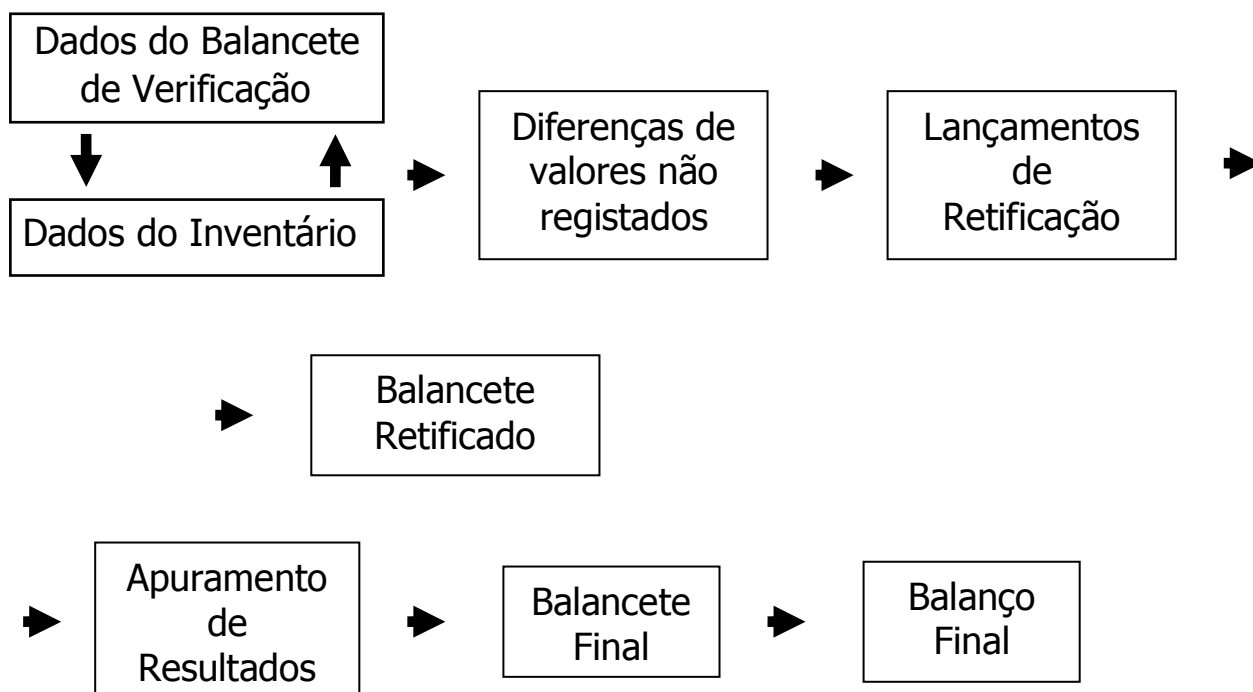 Dados do Balancete
de Verificação
Dados do Inventário
Diferenças de
valores não
registados
Lançamentos
de
Retificação
Balancete
Retificado
Apuramento
de
Resultados
Balancete
Final
Balanço
Final